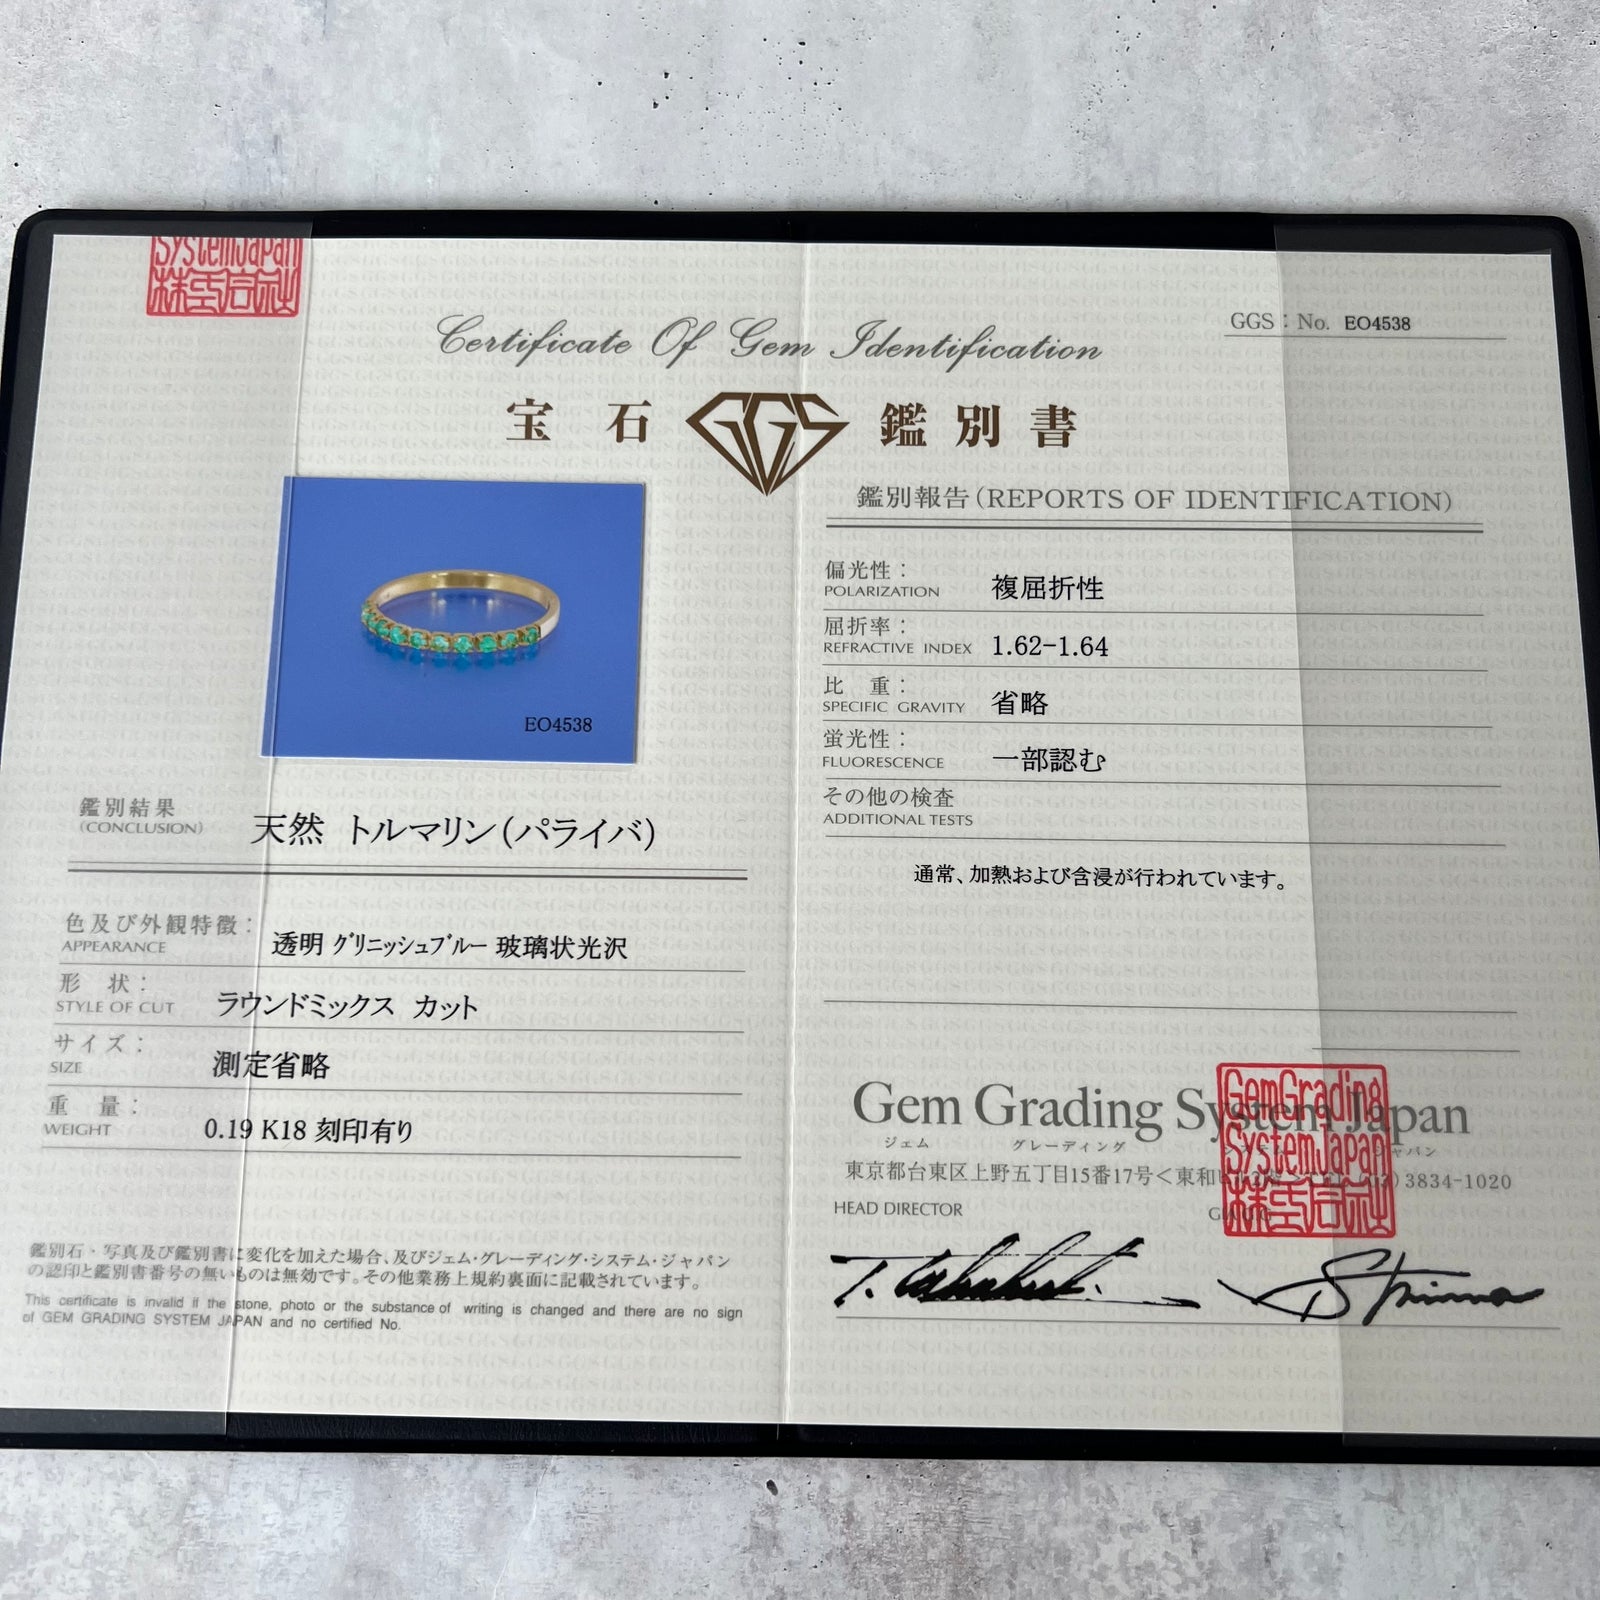 SystemJapan
株式会社
GGS : No. EO4538
Certificate Of Gem Identification
宝石 GGS 鑑別書
EO4538
鑑別結果
(CONCLUSION)
天然 トルマリン(パライバ)
色及び外観特徴:
APPEARANCE
透明 グリニッシュブルー 玻璃状光沢
形 状:
STYLE OF CUT
ラウンドミックス カット
サイズ:
SIZE
測定省略
重 量:
WEIGHT
0.19 K18 刻印有り
鑑別石・写真及び鑑別書に変化を加えた場合、及びジェム・グレーディング・システム・ジャパン
の認印と鑑別書番号の無いものは無効です。その他業務上規約裏面に記載されています。
This certificate is invalid if the stone, photo or the substance of writing is changed and there are no sign
of GEM GRADING SYSTEM JAPAN and no certified No.
鑑別報告(REPORTS OF IDENTIFICATION)
偏光性:
POLARIZATION
複屈折性
屈折率:
REFRACTIVE INDEX
1.62-1.64
比 重:
SPECIFIC GRAVITY
省略
蛍光性:
FLUORESCENCE
一部認む
その他の検査
ADDITIONAL TESTS
通常、加熱および含浸が行われています。
Gem Grading System Japan
ジェム グレーディング
東京都台東区上野五丁目15番17号<東和 3834-1020
HEAD DIRECTOR
GemGrading
SystemJapan
株式会社